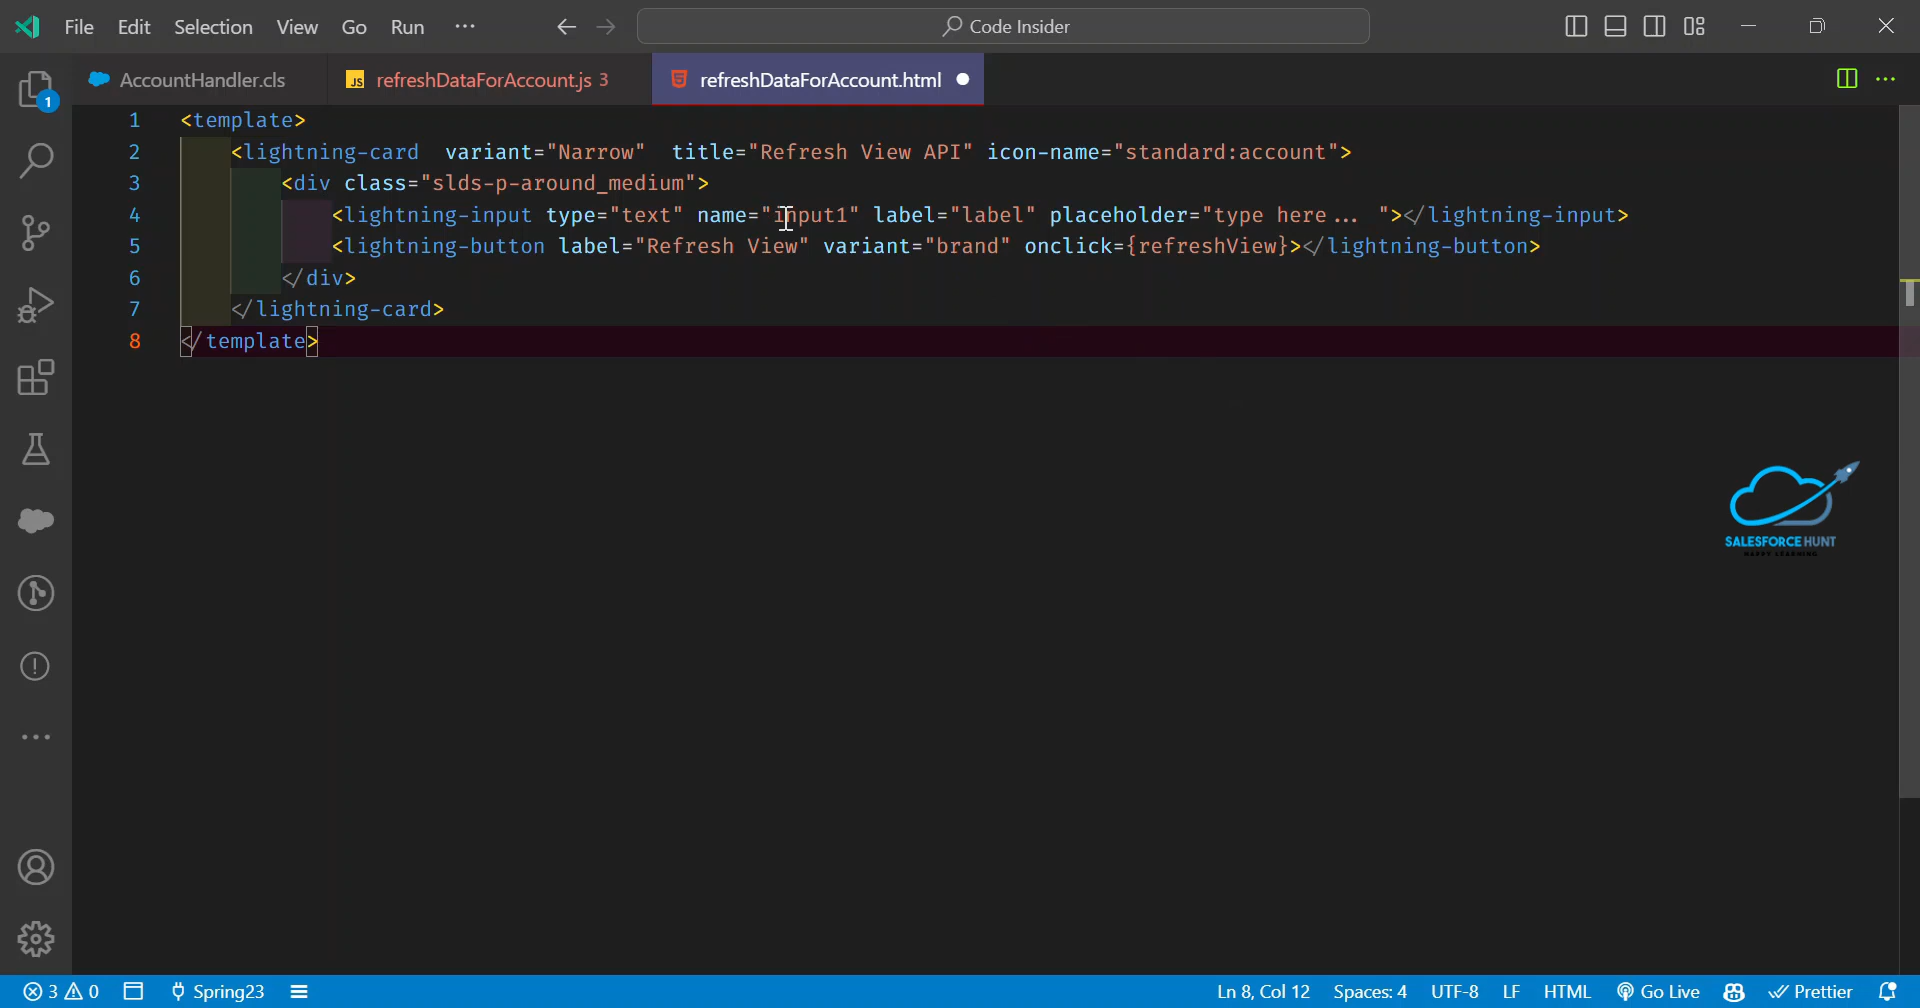 File Edit Selection View Go Run ··· Code Insider
AccountHandler.cls refreshDataForAccount.js 3 refreshDataForAccount.html
1 <template>
2 <lightning-card variant="Narrow" title="Refresh View API" icon-name="standard:account">
3 <div class="slds-p-around_medium">
4 <lightning-input type="text" name="input1" label="label" placeholder="type here... "></lightning-input>
5 <lightning-button label="Refresh View" variant="brand" onclick={refreshView}></lightning-button>
6 </div>
7 </lightning-card>
8 </template>
1
SALESFORCE HUNT
HAPPY LEARNING
3 0 Spring23 Ln 8, Col 12 Spaces: 4 UTF-8 LF HTML Go Live Prettier